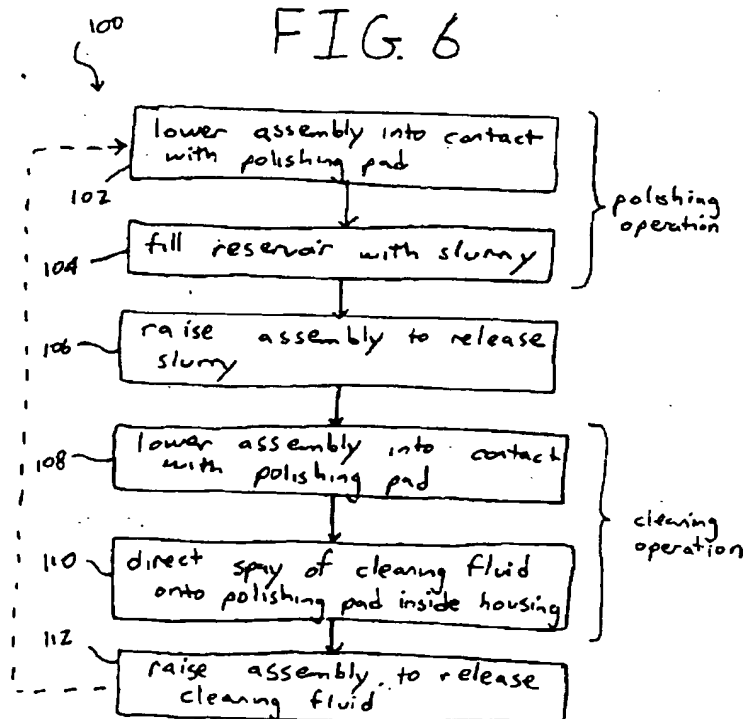 FIG. 6
100
lower assembly into contact
with polishing pad
102
polishing
operation
fill reservoir with slurry
104
raise assembly to release
slurry
106
lower assembly into contact
with polishing pad
108
cleaning
operation
direct spay of cleaning fluid
onto polishing pad inside housing
110
112
raise assembly to release
cleaning fluid